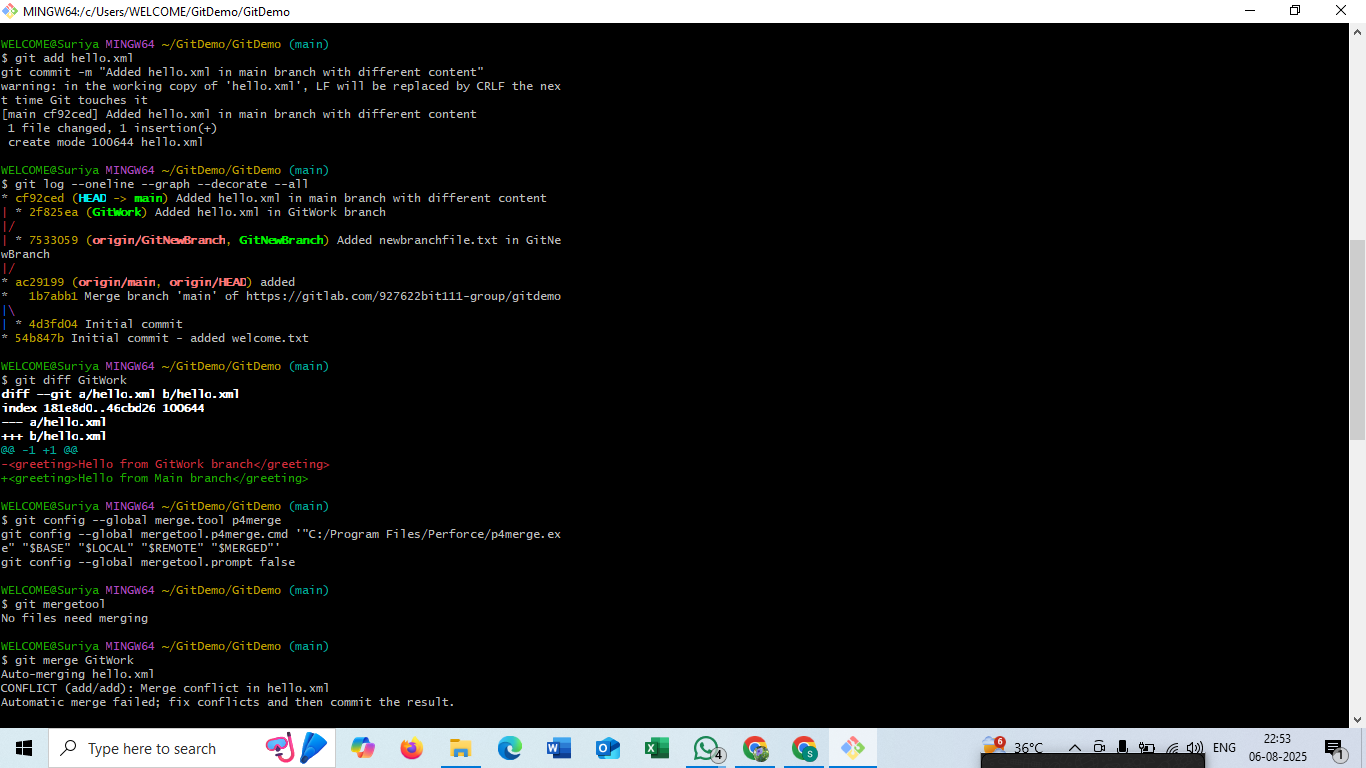 MINGW64:/c/Users/WELCOME/GitDemo/GitDemo
WELCOME@Suriya MINGW64 ~/GitDemo/GitDemo (main)
$ git add hello.xml
git commit -m "Added hello.xml in main branch with different content"
warning: in the working copy of 'hello.xml', LF will be replaced by CRLF the nex
t time Git touches it
[main cf92ced] Added hello.xml in main branch with different content
 1 file changed, 1 insertion(+)
 create mode 100644 hello.xml
WELCOME@Suriya MINGW64 ~/GitDemo/GitDemo (main)
$ git log --oneline --graph --decorate --all
* cf92ced (HEAD -> main) Added hello.xml in main branch with different content
| * 2f825ea (GitWork) Added hello.xml in GitWork branch
|/
| * 7533059 (origin/GitNewBranch, GitNewBranch) Added newbranchfile.txt in GitNe
wBranch
|/
* ac29199 (origin/main, origin/HEAD) added
*   1b7abb1 Merge branch 'main' of https://gitlab.com/927622bit111-group/gitdemo
|\
| * 4d3fd04 Initial commit
* 54b847b Initial commit - added welcome.txt
WELCOME@Suriya MINGW64 ~/GitDemo/GitDemo (main)
$ git diff GitWork
diff --git a/hello.xml b/hello.xml
index 181e8d0..46cbd26 100644
--- a/hello.xml
+++ b/hello.xml
@@ -1 +1 @@
-<greeting>Hello from GitWork branch</greeting>
+<greeting>Hello from Main branch</greeting>
WELCOME@Suriya MINGW64 ~/GitDemo/GitDemo (main)
$ git config --global merge.tool p4merge
git config --global mergetool.p4merge.cmd '"C:/Program Files/Perforce/p4merge.ex
e" "$BASE" "$LOCAL" "$REMOTE" "$MERGED"'
git config --global mergetool.prompt false
WELCOME@Suriya MINGW64 ~/GitDemo/GitDemo (main)
$ git mergetool
No files need merging
WELCOME@Suriya MINGW64 ~/GitDemo/GitDemo (main)
$ git merge GitWork
Auto-merging hello.xml
CONFLICT (add/add): Merge conflict in hello.xml
Automatic merge failed; fix conflicts and then commit the result.
Type here to search
4
S
6
36°C
ENG
22:53
06-08-2025
1